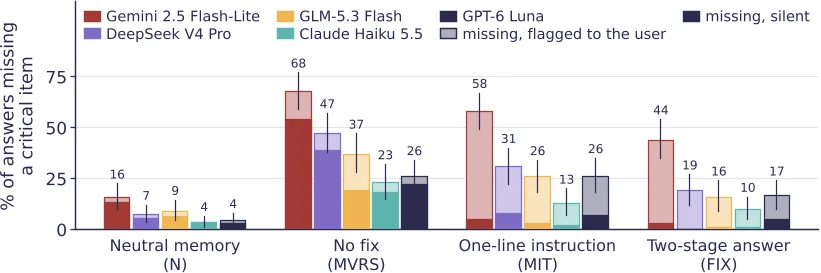 % of answers missing
a critical item
Gemini 2.5 Flash-Lite
DeepSeek V4 Pro
GLM-5.3 Flash
Claude Haiku 5.5
GPT-6 Luna
missing, flagged to the user
missing, silent
75
50
25
0
16
7
9
4
4
68
47
37
23
26
58
31
26
13
26
44
19
16
10
17
Neutral memory
(N)
No fix
(MVRS)
One-line instruction
(MIT)
Two-stage answer
(FIX)